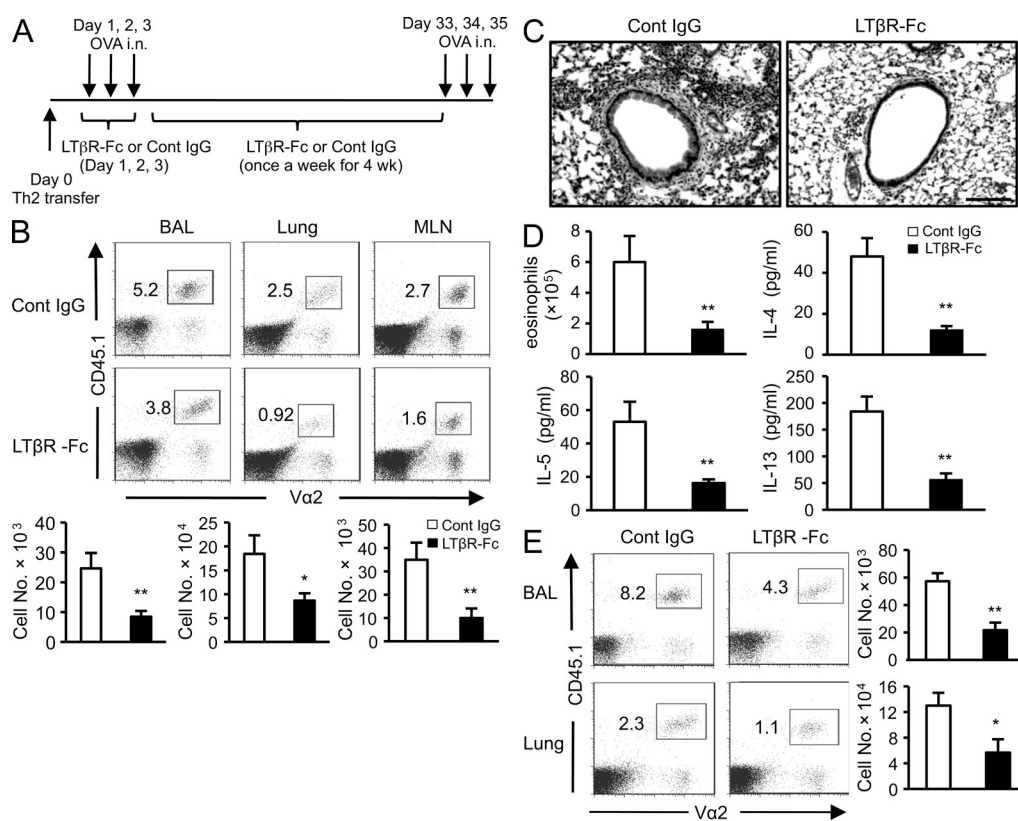 A
Day 1, 2, 3
OVA i.n.
Day 33, 34, 35
OVA i.n.
LTβR-Fc or Cont IgG
(Day 1, 2, 3)
LTβR-Fc or Cont IgG
(once a week for 4 wk)
Day 0
Th2 transfer
B
BAL Lung MLN
Cont IgG
5.2 2.5 2.7
CD45.1
LTβR -Fc
3.8 0.92 1.6
Vα2
Cell No. × 10³
40
30
20
10
0
**
Cell No. × 10⁴
25
20
15
10
5
0
*
Cell No. × 10³
50
40
30
20
10
0
**
Cont IgG
LTβR-Fc
C
Cont IgG LTβR-Fc
D
eosinophils
(×10⁵)
8
6
4
2
0
**
IL-4 (pg/ml)
60
40
20
0
**
Cont IgG
LTβR-Fc
IL-5
(pg/ml)
80
60
40
20
0
**
IL-13 (pg/ml)
250
200
150
100
50
0
**
E
Cont IgG LTβR -Fc
BAL
8.2 4.3
CD45.1
Lung
2.3 1.1
Vα2
Cell No. × 10³
80
60
40
20
0
**
Cell No. × 10⁴
16
12
8
4
0
*